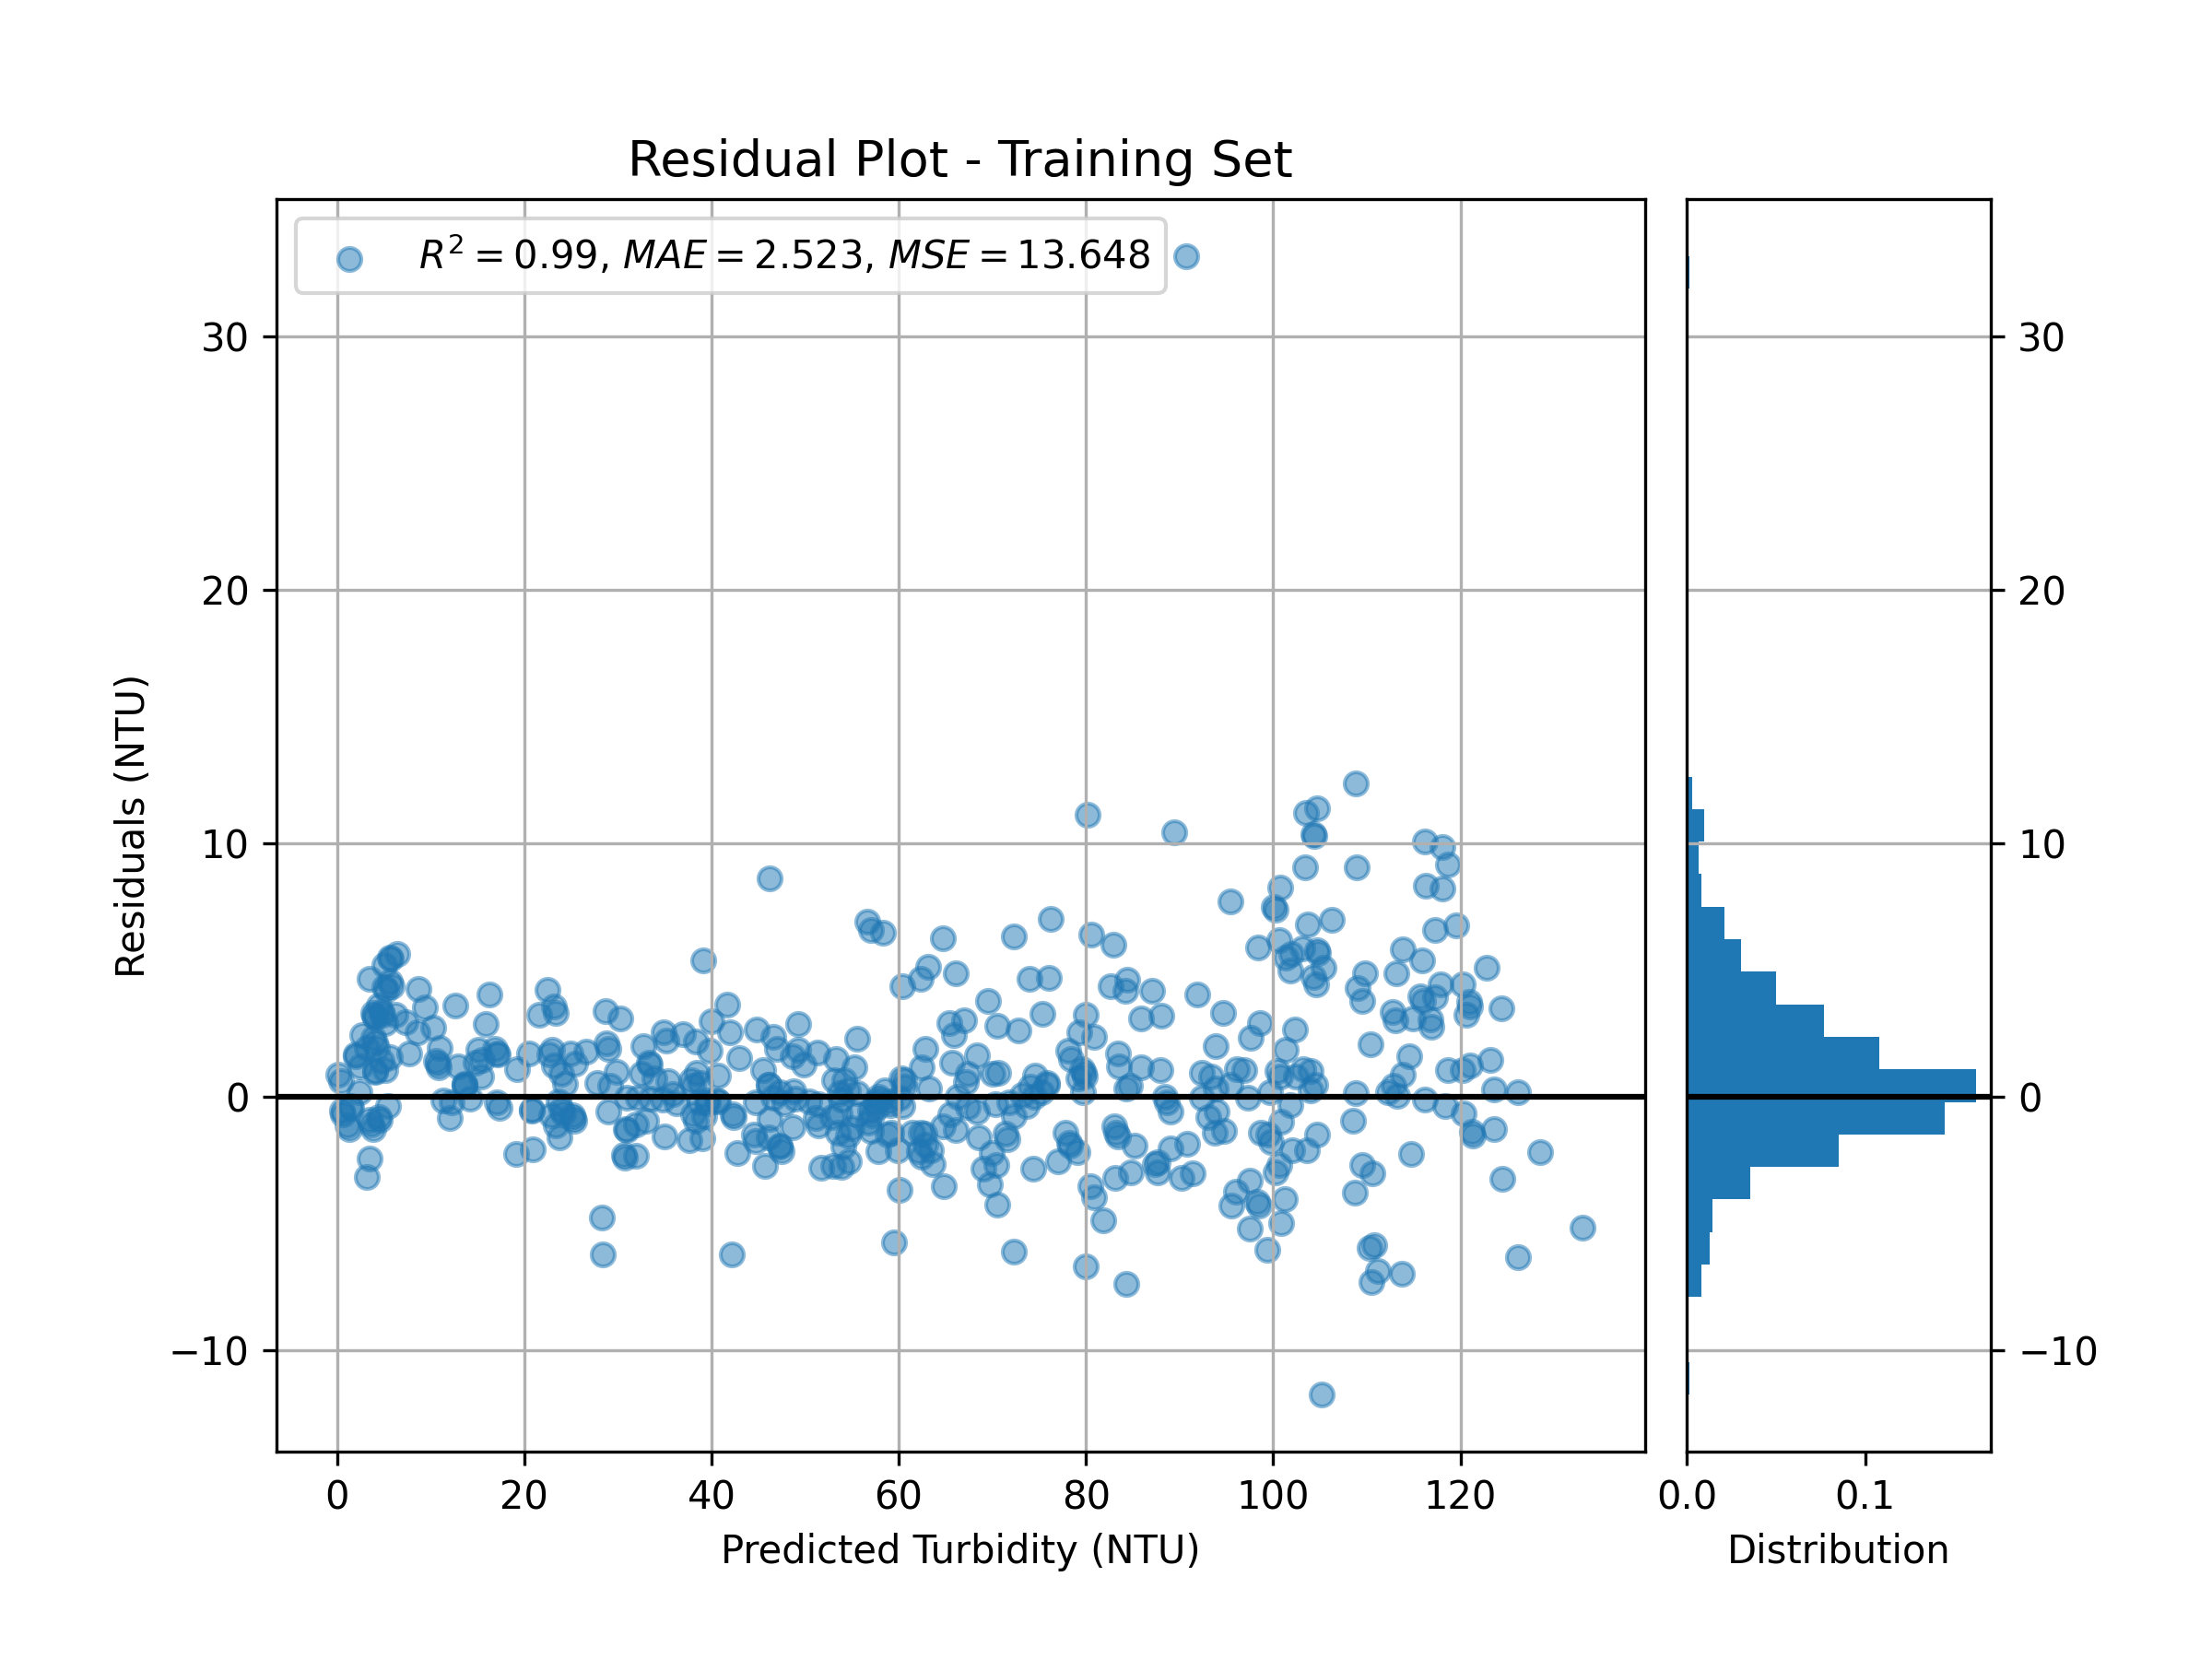 Residual Plot - Training Set
R² = 0.99, MAE = 2.523, MSE = 13.648
Residuals (NTU)
30
20
10
0
−10
0 20 40 60 80 100 120
Predicted Turbidity (NTU)
30
20
10
0
−10
0.0 0.1
Distribution